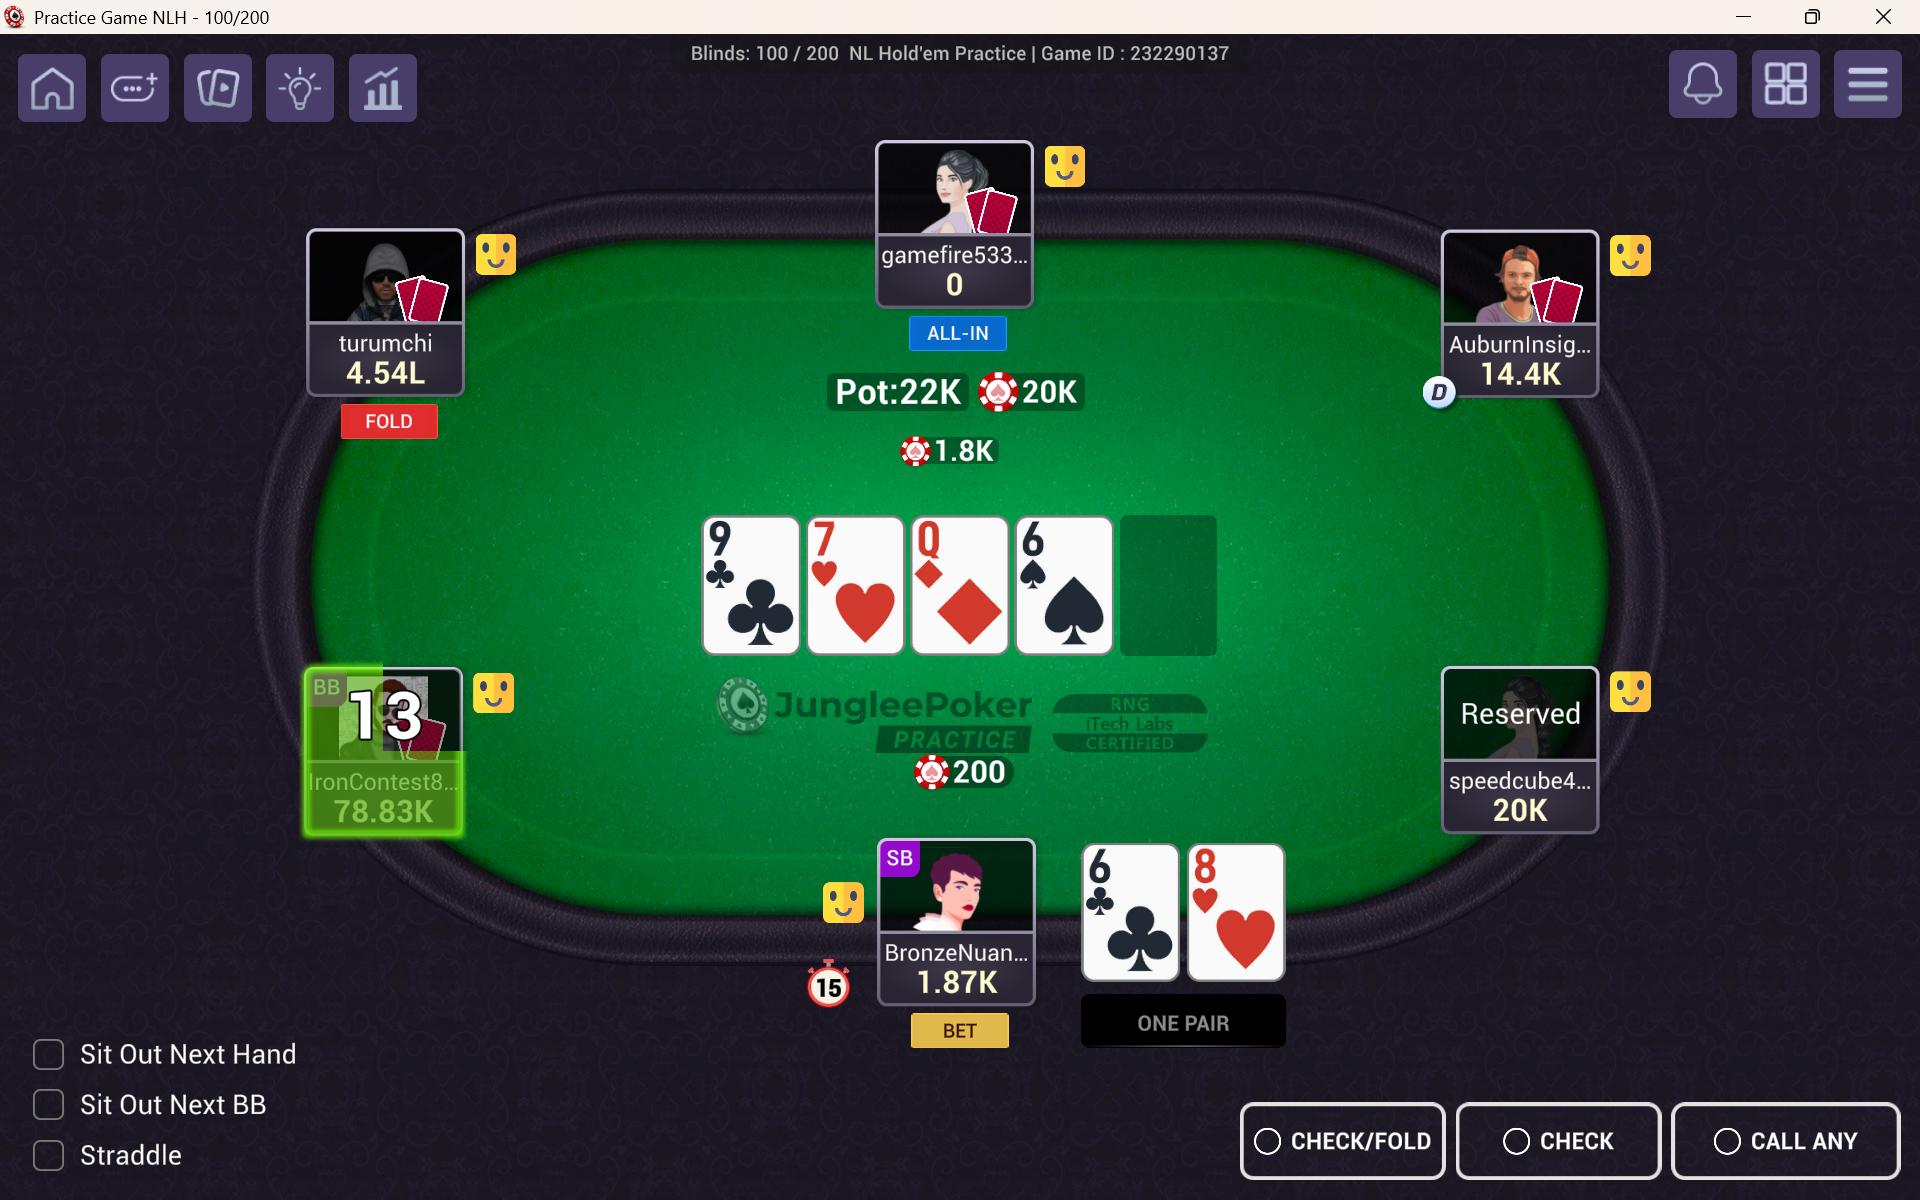 Practice Game NLH - 100/200
Blinds: 100 / 200 NL Hold'em Practice | Game ID : 232290137
gamefire533...
0
ALL-IN
turumchi
4.54L
FOLD
AuburnInsig...
14.4K
D
Pot:22K 20K
1.8K
9 7 Q 6
JungleePoker
PRACTICE
RNG
iTech Labs
CERTIFIED
200
BB
13
IronContest8...
78.83K
Reserved
speedcube4...
20K
SB
BronzeNuan...
1.87K
15
BET
6 8
ONE PAIR
Sit Out Next Hand
Sit Out Next BB
Straddle
CHECK/FOLD
CHECK
CALL ANY